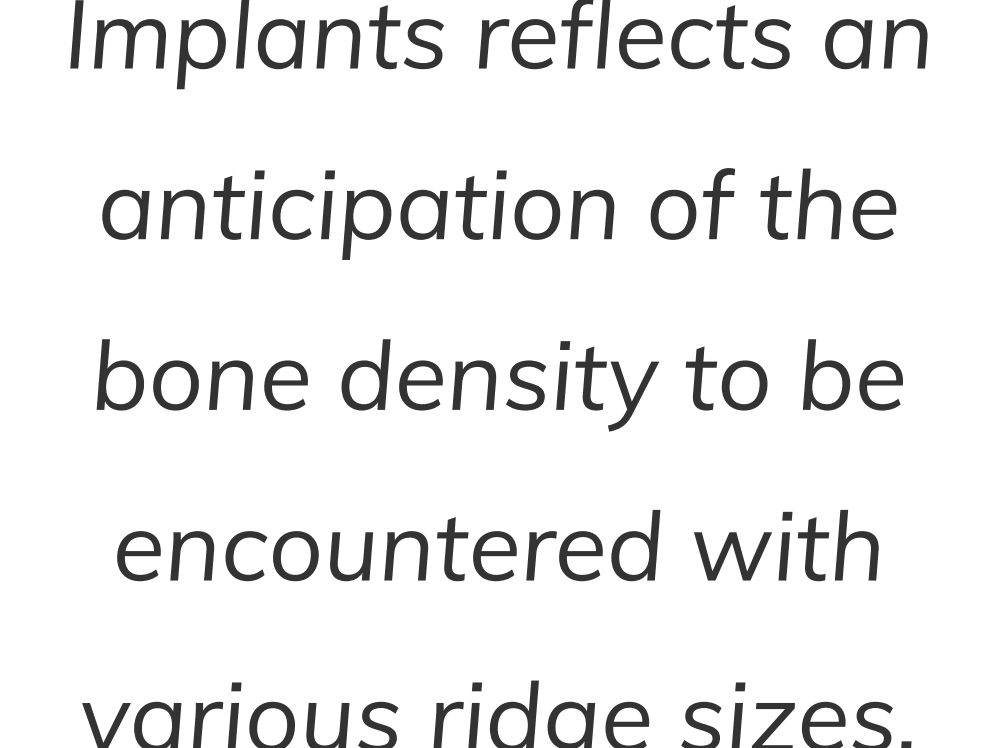 Implants reflects an
anticipation of the
bone density to be
encountered with
various ridge sizes.